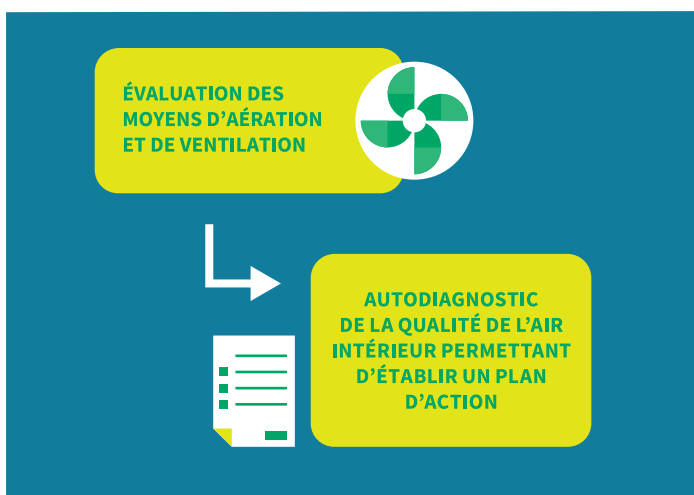 ÉVALUATION DES
MOYENS D’AÉRATION
ET DE VENTILATION
AUTODIAGNOSTIC
DE LA QUALITÉ DE L’AIR
INTÉRIEUR PERMETTANT
D’ÉTABLIR UN PLAN
D’ACTION